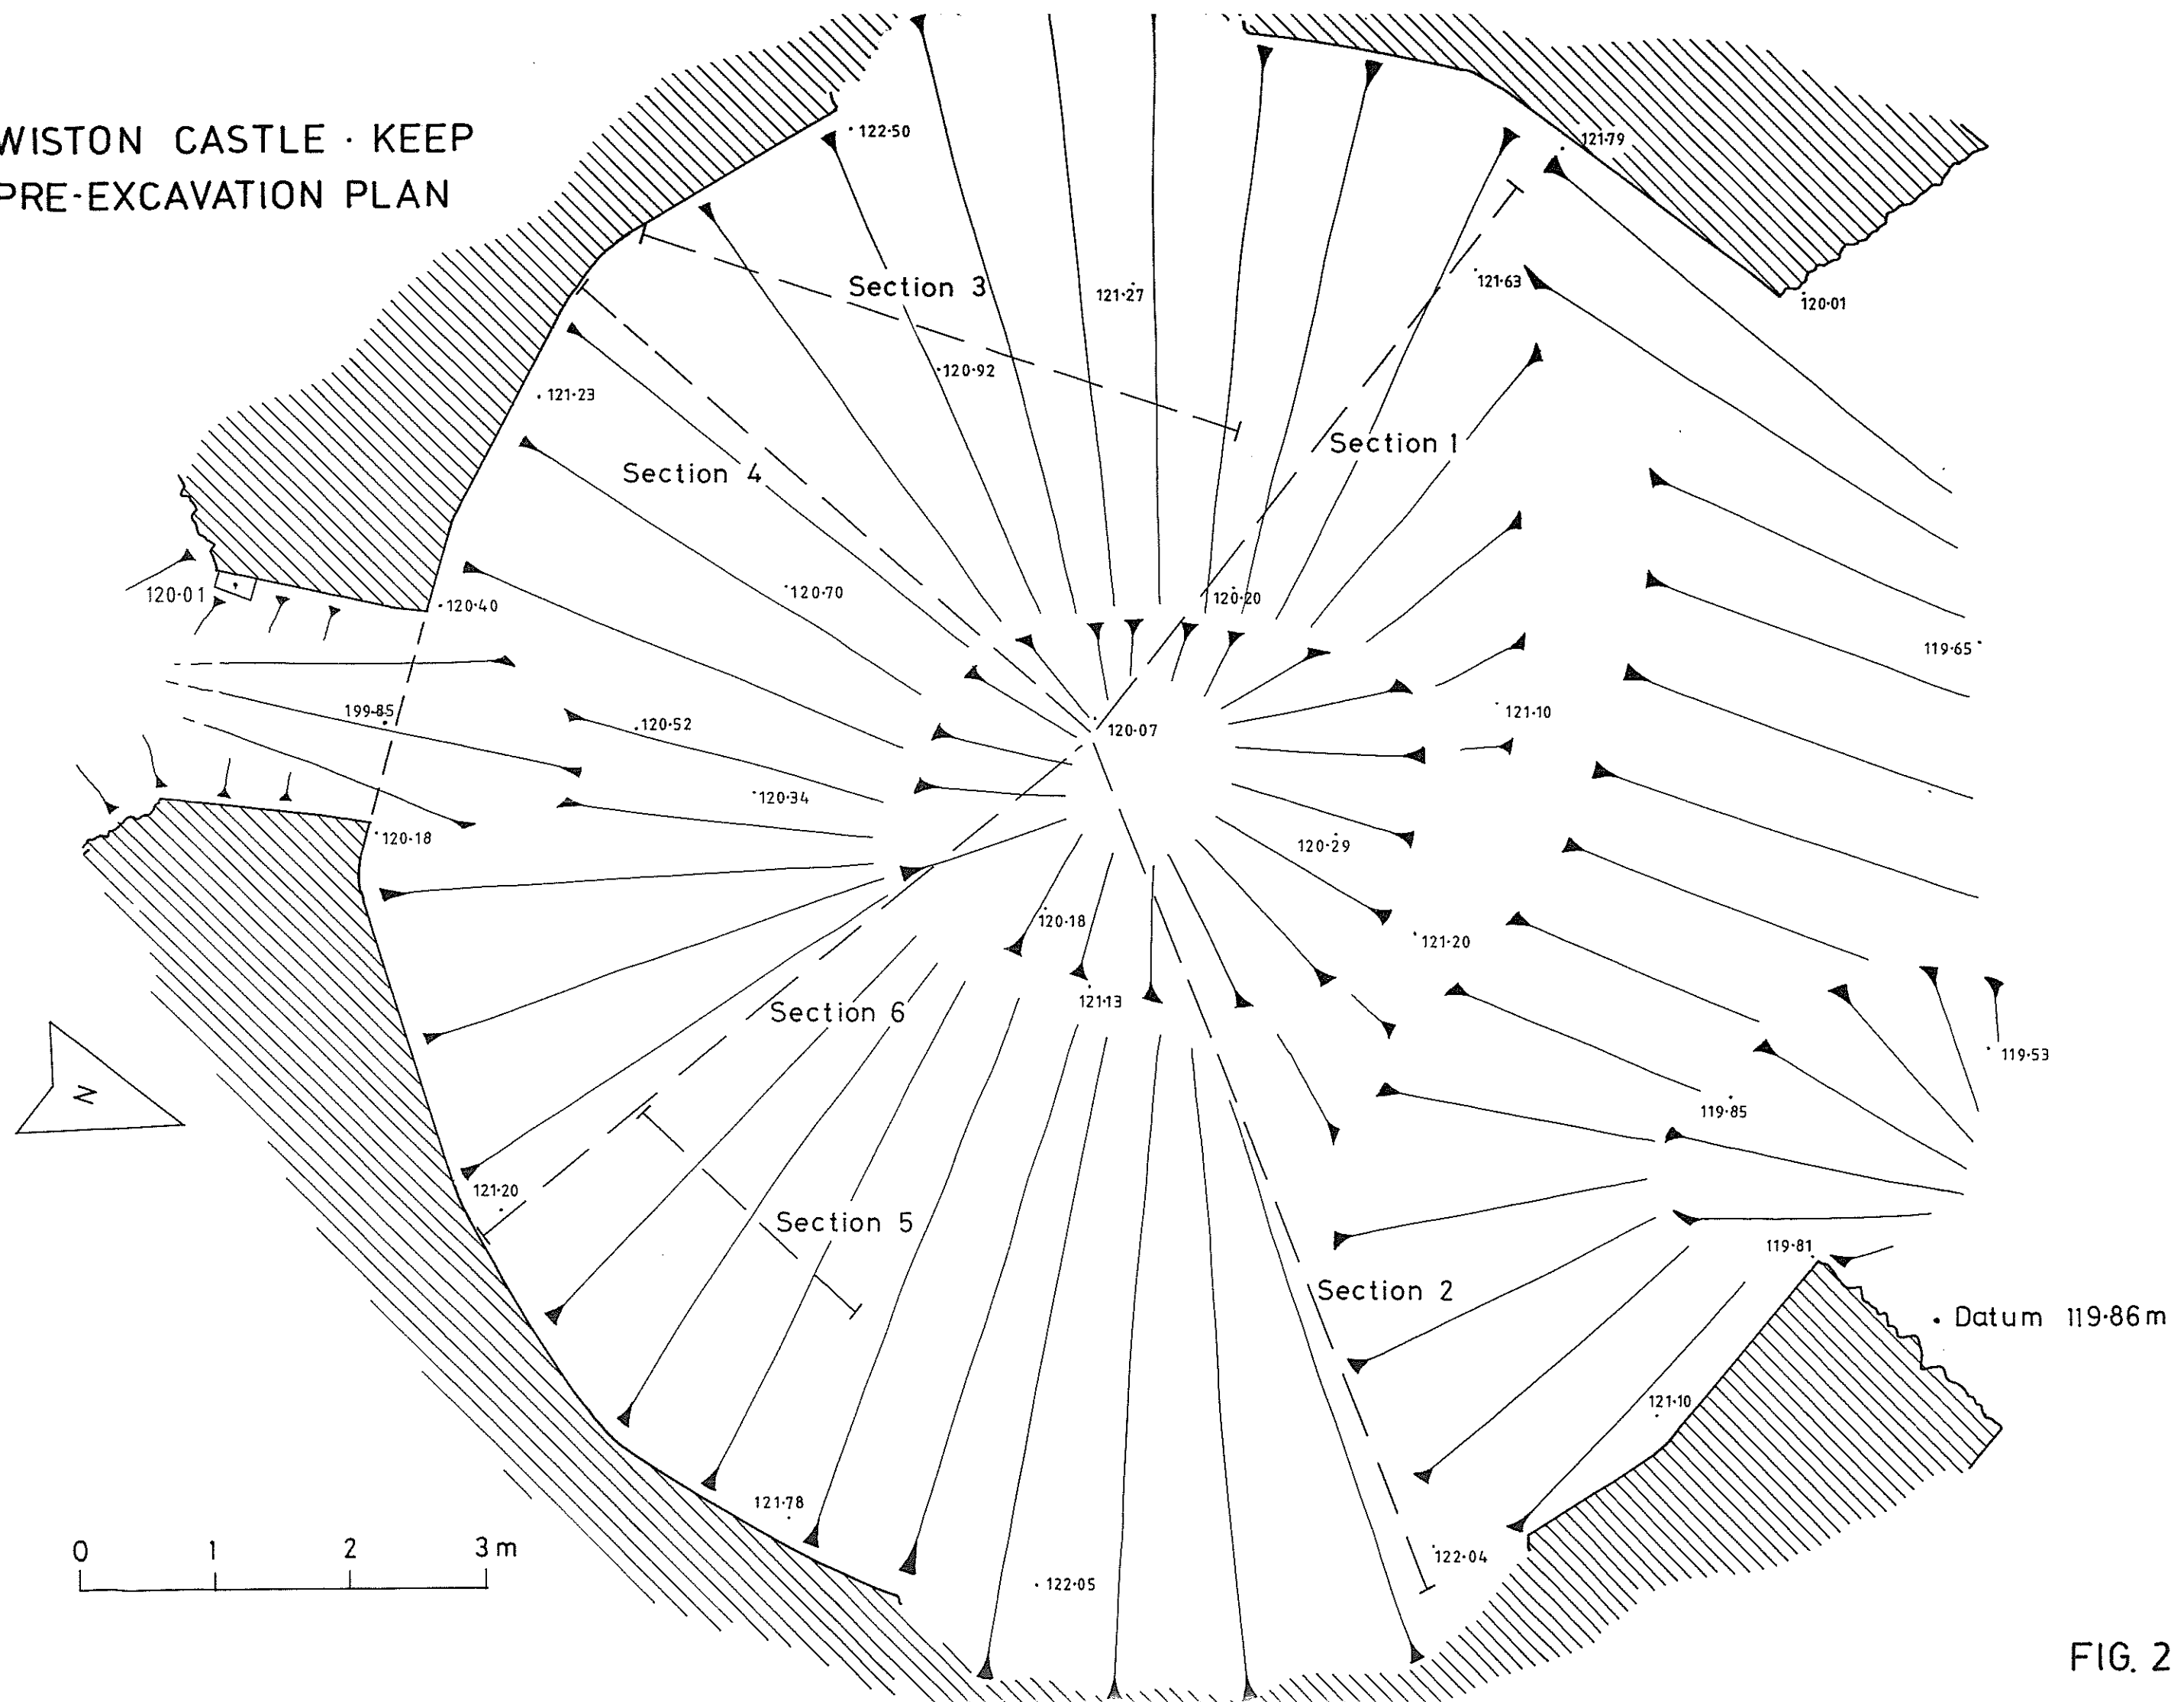 WISTON CASTLE · KEEP
PRE-EXCAVATION PLAN
122·50
121·79
Section 3
121·27
121·63
120·01
120·92
121·23
Section 1
Section 4
120·01
120·40
120·70
120·20
119·65
199·85
120·52
120·07
121·10
120·34
120·18
120·29
120·18
121·20
121·13
Section 6
119·53
N
119·85
121·20
Section 5
119·81
Section 2
Datum 119·86m
121·10
121·78
122·04
122·05
0 1 2 3 m
FIG. 2